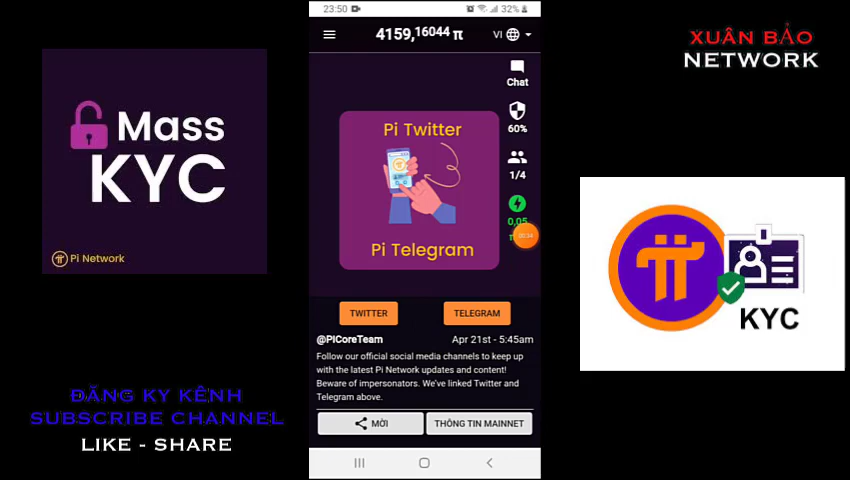 Mass
KYC
Pi Network
ĐĂNG KY KÊNH
SUBSCRIBE CHANNEL
LIKE - SHARE
23:50
32%
4159,16044 π
VI
Chat
60%
1/4
0,05
Pi Twitter
Pi Telegram
TWITTER
TELEGRAM
@PiCoreTeam
Apr 21st - 5:45am
Follow our official social media channels to keep up
with the latest Pi Network updates and content!
Beware of impersonators. We've linked Twitter and
Telegram above.
MỜI
THÔNG TIN MAINNET
XUÂN BẢO
NETWORK
KYC